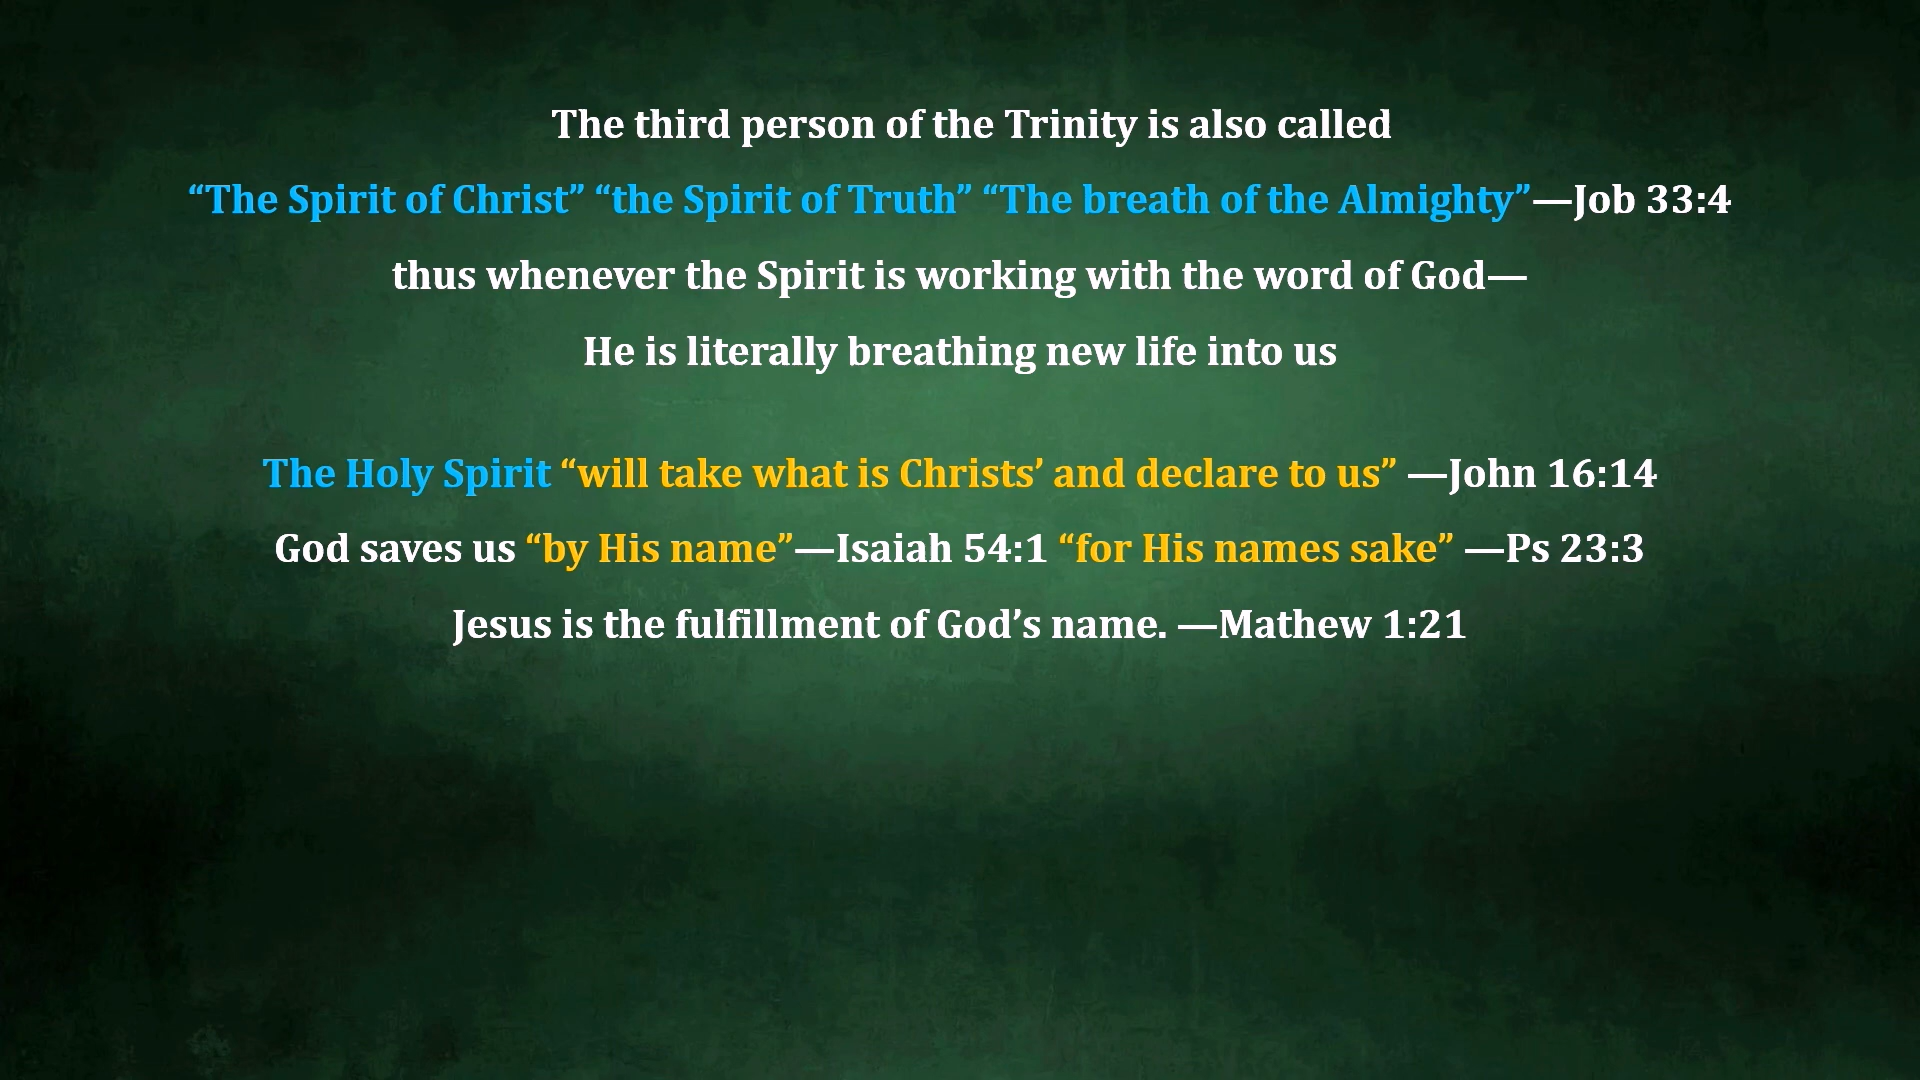 The third person of the Trinity is also called
“The Spirit of Christ” “the Spirit of Truth” “The breath of the Almighty”—Job 33:4
thus whenever the Spirit is working with the word of God—
He is literally breathing new life into us
The Holy Spirit “will take what is Christs’ and declare to us” —John 16:14
God saves us “by His name”—Isaiah 54:1 “for His names sake” —Ps 23:3
Jesus is the fulfillment of God’s name. —Mathew 1:21